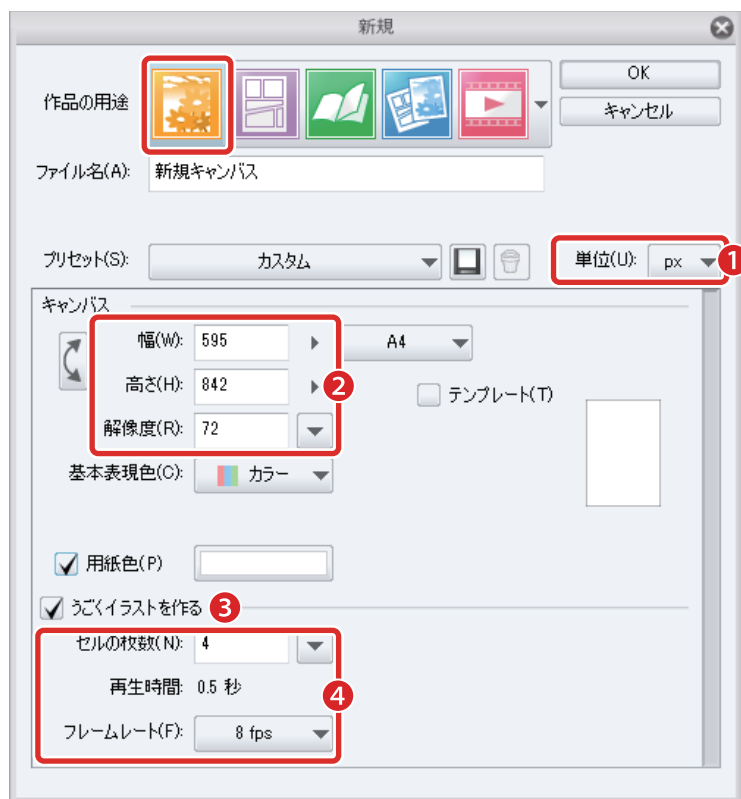 新規
作品の用途
OK
キャンセル
ファイル名(A): 新規キャンバス
プリセット(S): カスタム 単位(U): px 1
キャンバス
幅(W): 595 A4
高さ(H): 842 2 テンプレート(T)
解像度(R): 72
基本表現色(C): カラー
用紙色(P)
うごくイラストを作る 3
セルの枚数(N): 4
再生時間: 0.5 秒 4
フレームレート(F): 8 fps